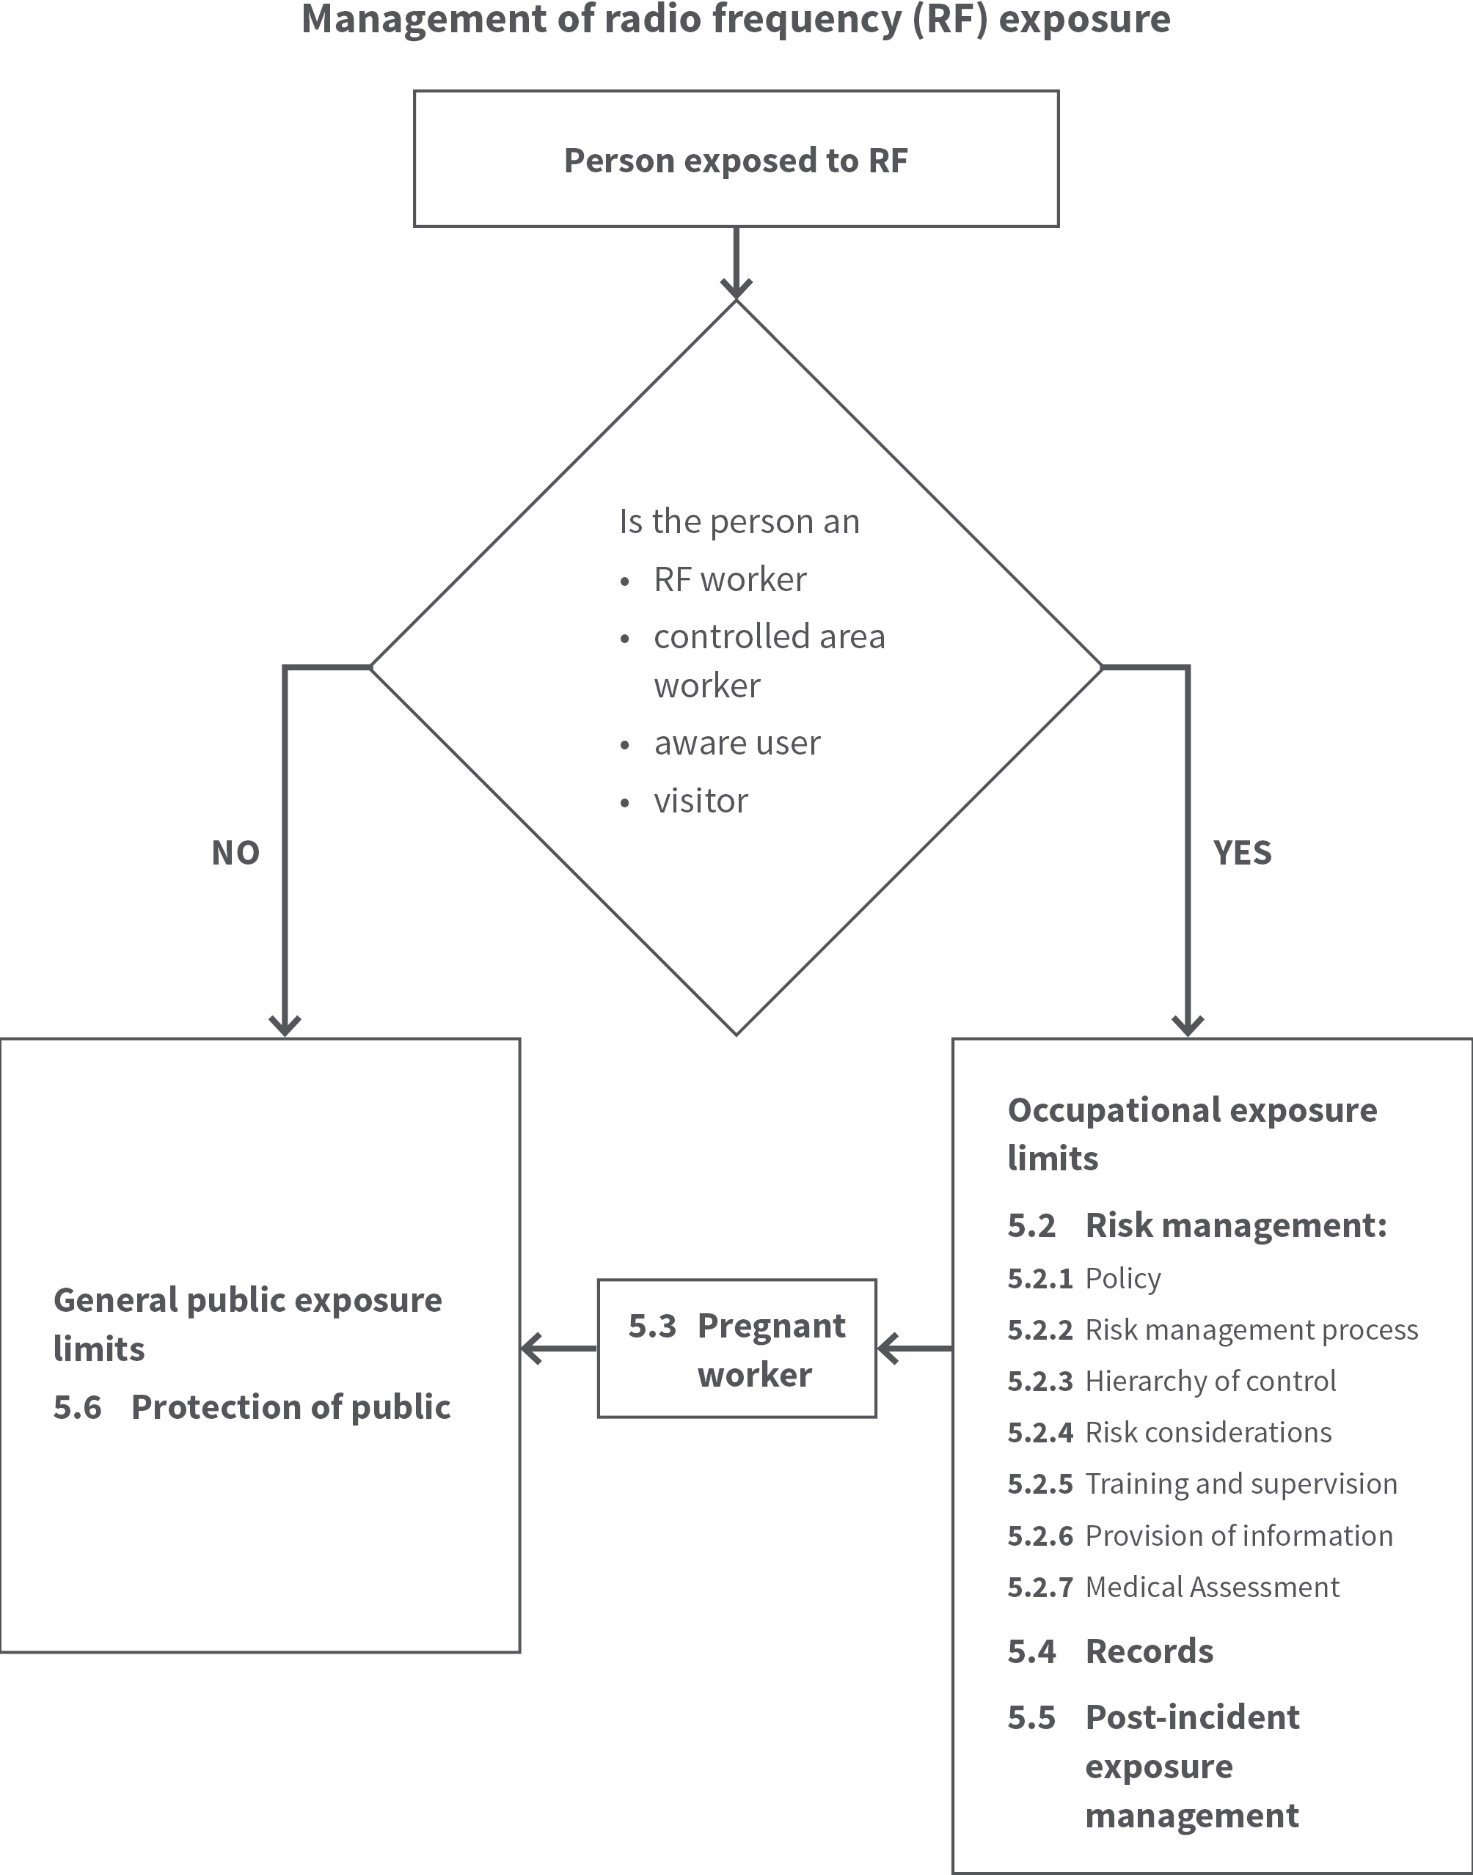 Management of radio frequency (RF) exposure
Person exposed to RF
Is the person an
• RF worker
• controlled area
worker
• aware user
• visitor
NO
YES
General public exposure
limits
5.6 Protection of public
5.3 Pregnant
worker
Occupational exposure
limits
5.2 Risk management:
5.2.1 Policy
5.2.2 Risk management process
5.2.3 Hierarchy of control
5.2.4 Risk considerations
5.2.5 Training and supervision
5.2.6 Provision of information
5.2.7 Medical Assessment
5.4 Records
5.5 Post-incident
exposure
management